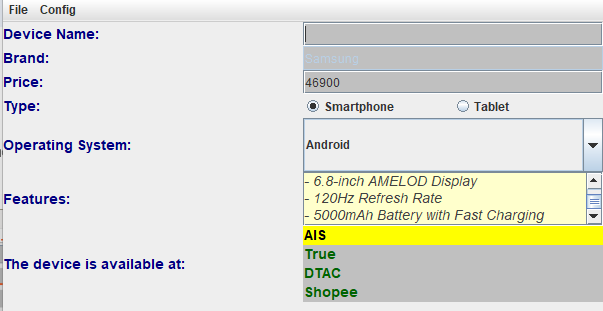 File Config
Device Name:
Brand: Samsung
Price: 46900
Type: Smartphone Tablet
Operating System: Android
Features:
- 6.8-inch AMELOD Display
- 120Hz Refresh Rate
- 5000mAh Battery with Fast Charging
The device is available at:
AIS
True
DTAC
Shopee